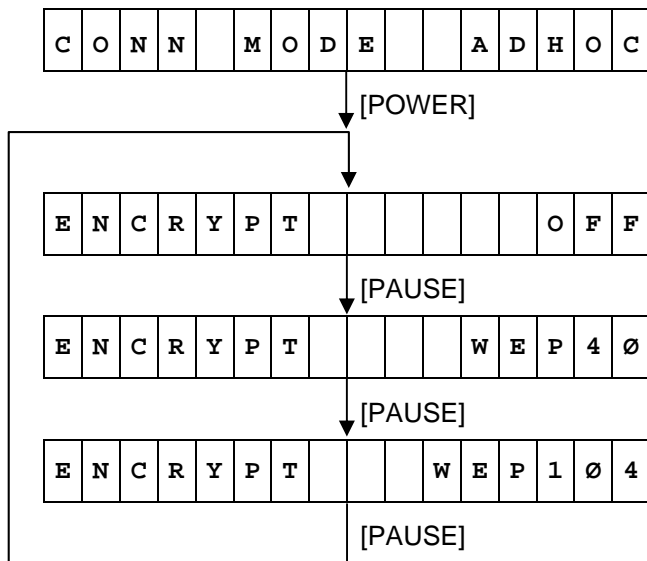 CONN MODE  ADHOC
[POWER]
ENCRYPT      OFF
[PAUSE]
ENCRYPT    WEP4Ø
[PAUSE]
ENCRYPT   WEP1Ø4
[PAUSE]